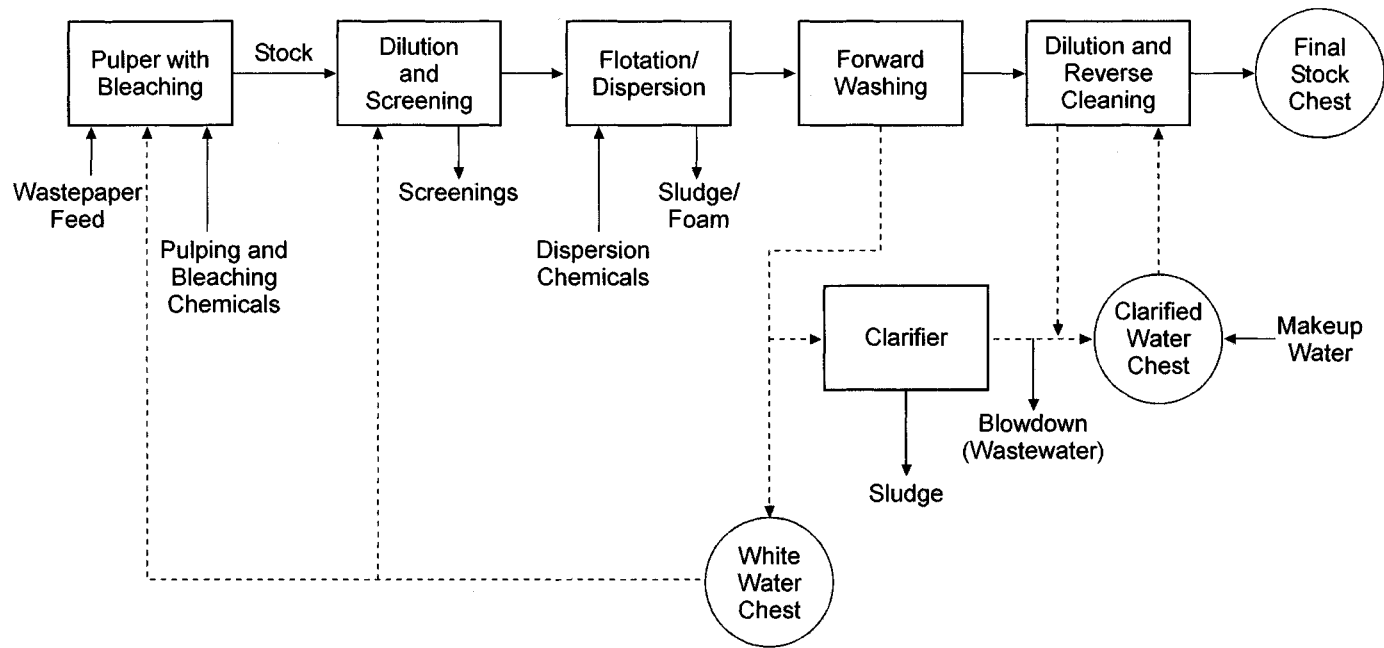 Pulper with
Bleaching
Stock
Dilution
and
Screening
Flotation/
Dispersion
Forward
Washing
Dilution and
Reverse
Cleaning
Final
Stock
Chest
Wastepaper
Feed
Pulping and
Bleaching
Chemicals
Screenings
Dispersion
Chemicals
Sludge/
Foam
Clarifier
Clarified
Water
Chest
Makeup
Water
Blowdown
(Wastewater)
Sludge
White
Water
Chest